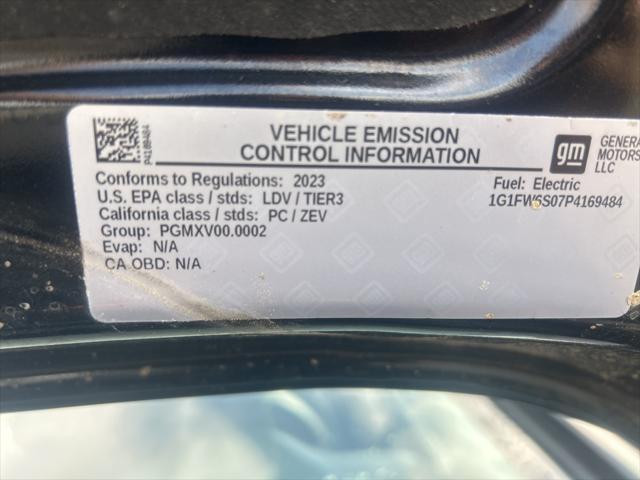 VEHICLE EMISSION
CONTROL INFORMATION
P4169484
gm
GENERAL
MOTORS
LLC
Conforms to Regulations: 2023
U.S. EPA class / stds: LDV / TIER3
California class / stds: PC / ZEV
Group: PGMXV00.0002
Evap: N/A
CA OBD: N/A
Fuel: Electric
1G1FW6S07P4169484